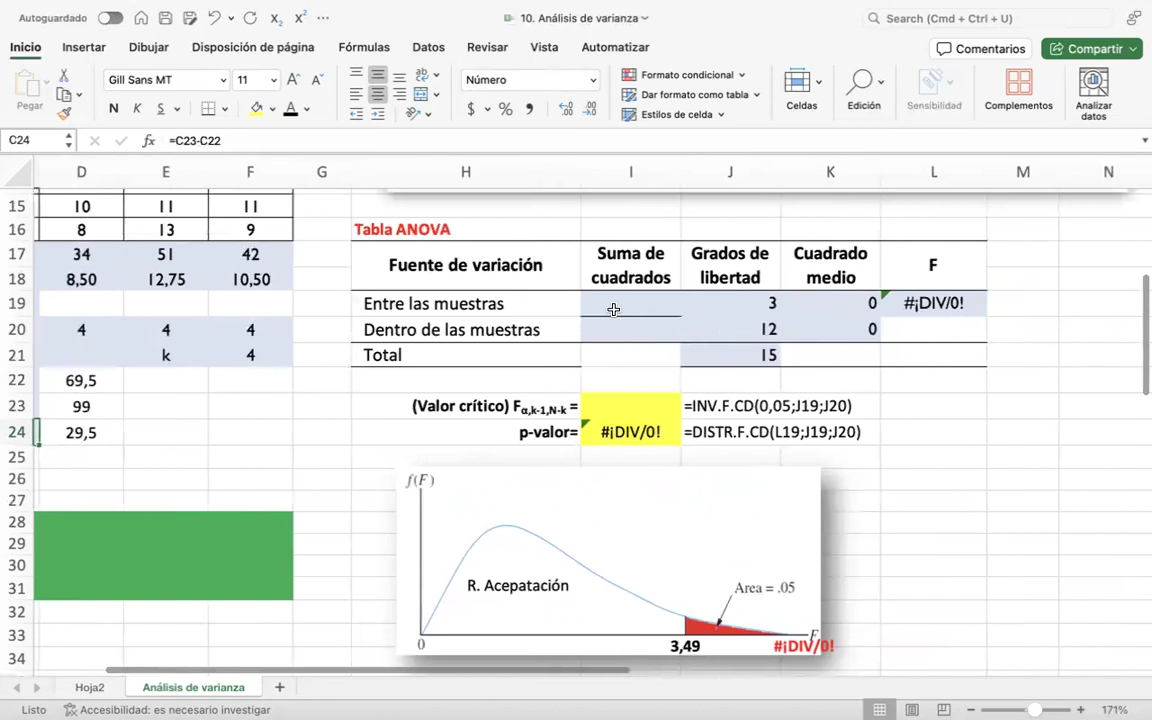 Autoguardado 10. Análisis de varianza Search (Cmd + Ctrl + U)
Inicio Insertar Dibujar Disposición de página Fórmulas Datos Revisar Vista Automatizar Comentarios Compartir
Pegar Gill Sans MT 11 Número Formato condicional Dar formato como tabla Estilos de celda Celdas Edición Sensibilidad Complementos Analizar datos
N K S A $ % 
C24 fx =C23-C22
D E F G H I J K L M N
15 10 11 11
16 8 13 9 Tabla ANOVA
17 34 51 42 Fuente de variación Suma de cuadrados Grados de libertad Cuadrado medio F
18 8,50 12,75 10,50
19 Entre las muestras 3 0 #¡DIV/0!
20 4 4 4 Dentro de las muestras 12 0
21 k 4 Total 15
22 69,5
23 99 (Valor crítico) Fα,k-1,N-k = =INV.F.CD(0,05;J19;J20)
24 29,5 p-valor= #¡DIV/0! =DISTR.F.CD(L19;J19;J20)
25
26 f(F)
27
28
29
30 R. Acepatación Area = .05
31
32
33 0 F
34 3,49 #¡DIV/0!
Hoja2 Análisis de varianza +
Listo Accesibilidad: es necesario investigar 171%